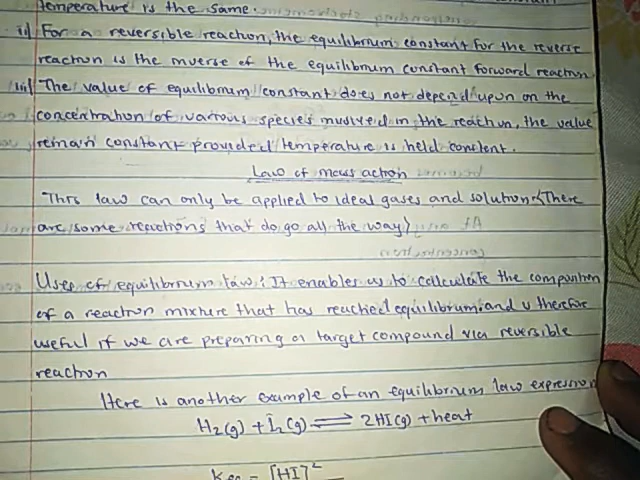 temperature is the same.
ii) For a reversible reaction, the equilibrium constant for the reverse
reaction is the inverse of the equilibrium constant forward reaction
iii) The value of equilibrium constant does not depend upon on the
concentration of various species involved in the reaction, the value
remain constant provided temperature is held constant.
Law of mass action
This law can only be applied to ideal gases and solution (There
are some reactions that do go all the way)
Uses of equilibrium law: It enables us to calculate the composition
of a reaction mixture that has reached equilibrium and is therefore
useful if we are preparing a target compound via reversible
reaction
Here is another example of an equilibrium law expression
H₂(g) + I₂(g) ⇌ 2HI(g) + heat
Keq = [HI]²